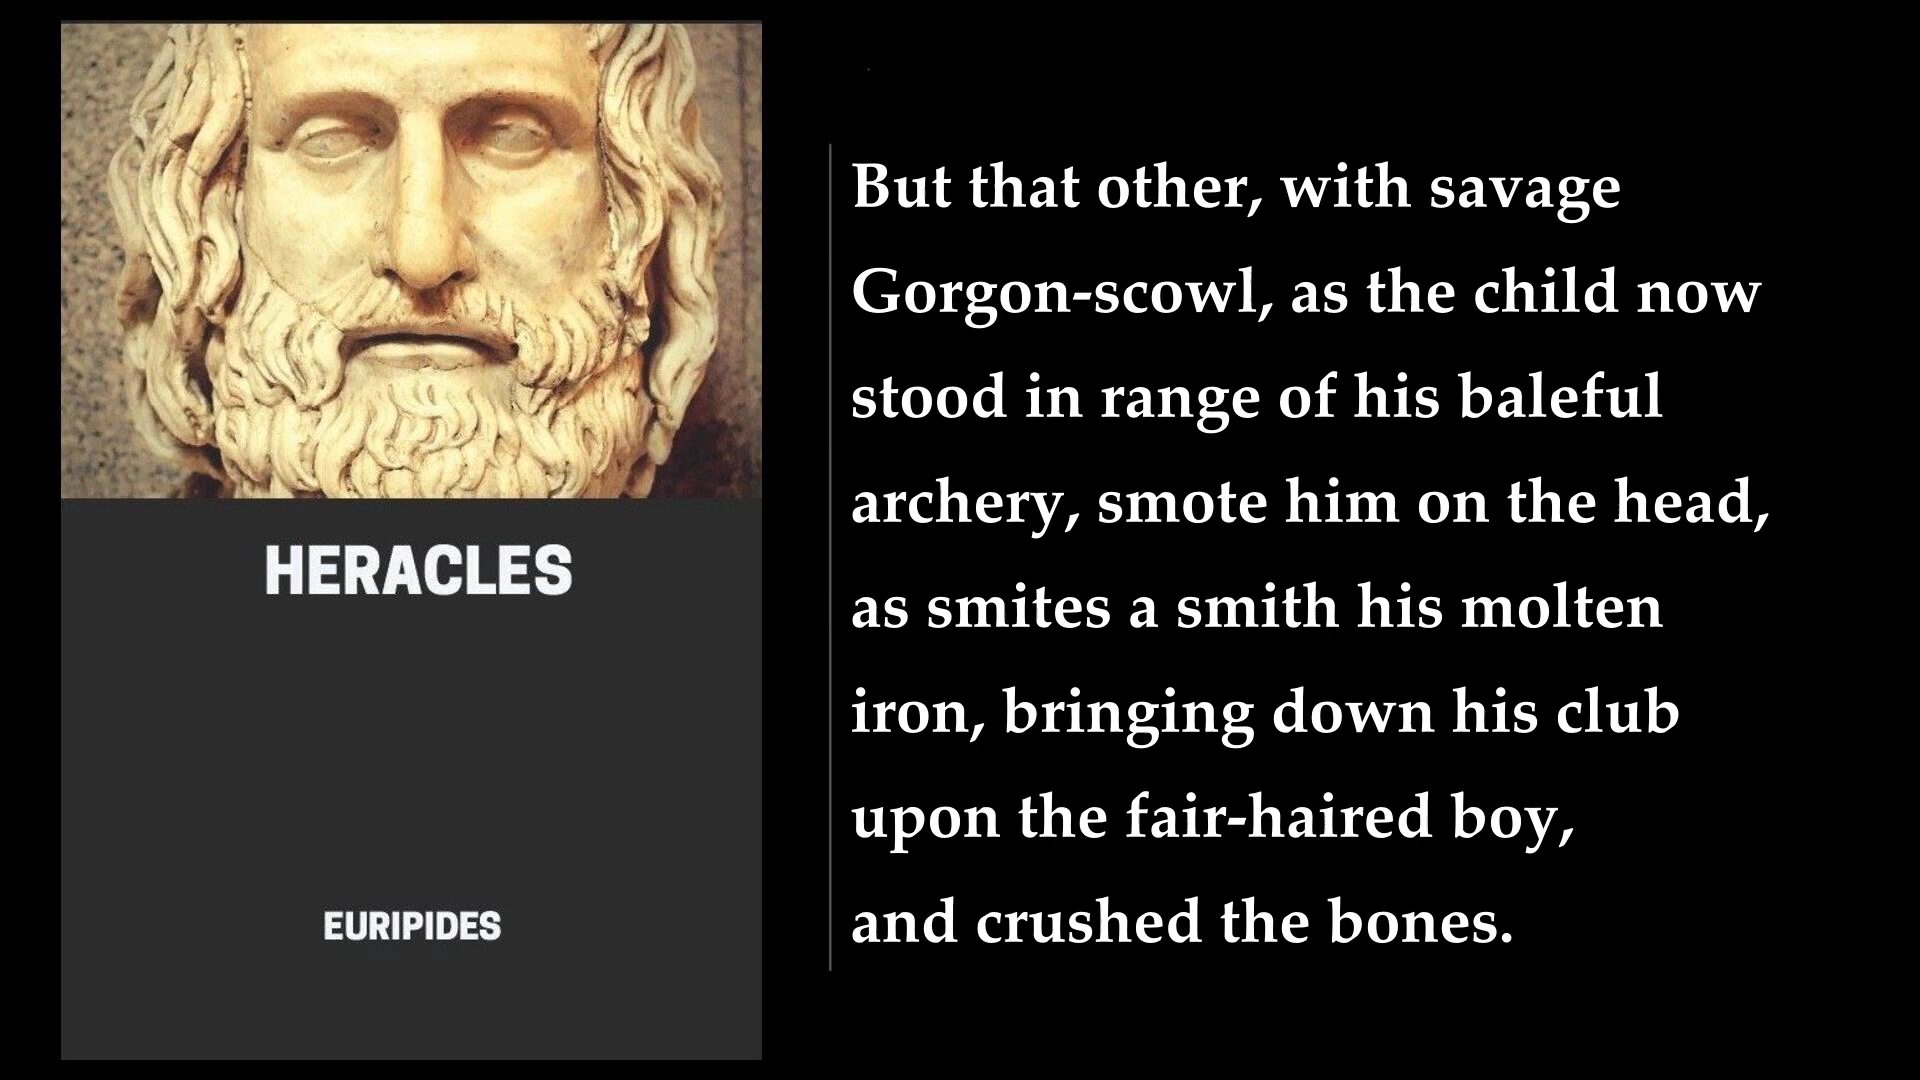 HERACLES
EURIPIDES
But that other, with savage
Gorgon-scowl, as the child now
stood in range of his baleful
archery, smote him on the head,
as smites a smith his molten
iron, bringing down his club
upon the fair-haired boy,
and crushed the bones.